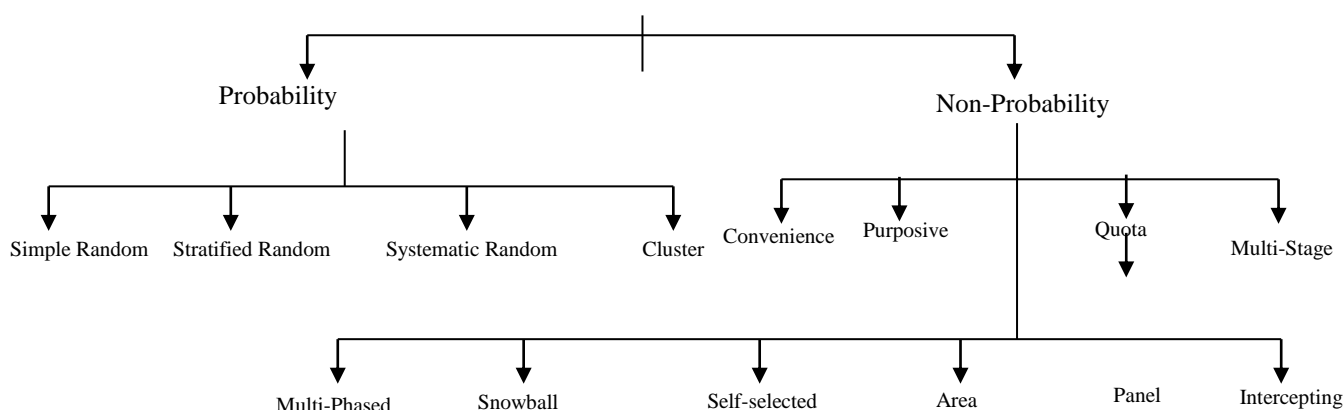 Probability
Non-Probability
Simple Random
Stratified Random
Systematic Random
Cluster
Convenience
Purposive
Quota
Multi-Stage
Multi-Phased
Snowball
Self-selected
Area
Panel
Intercepting